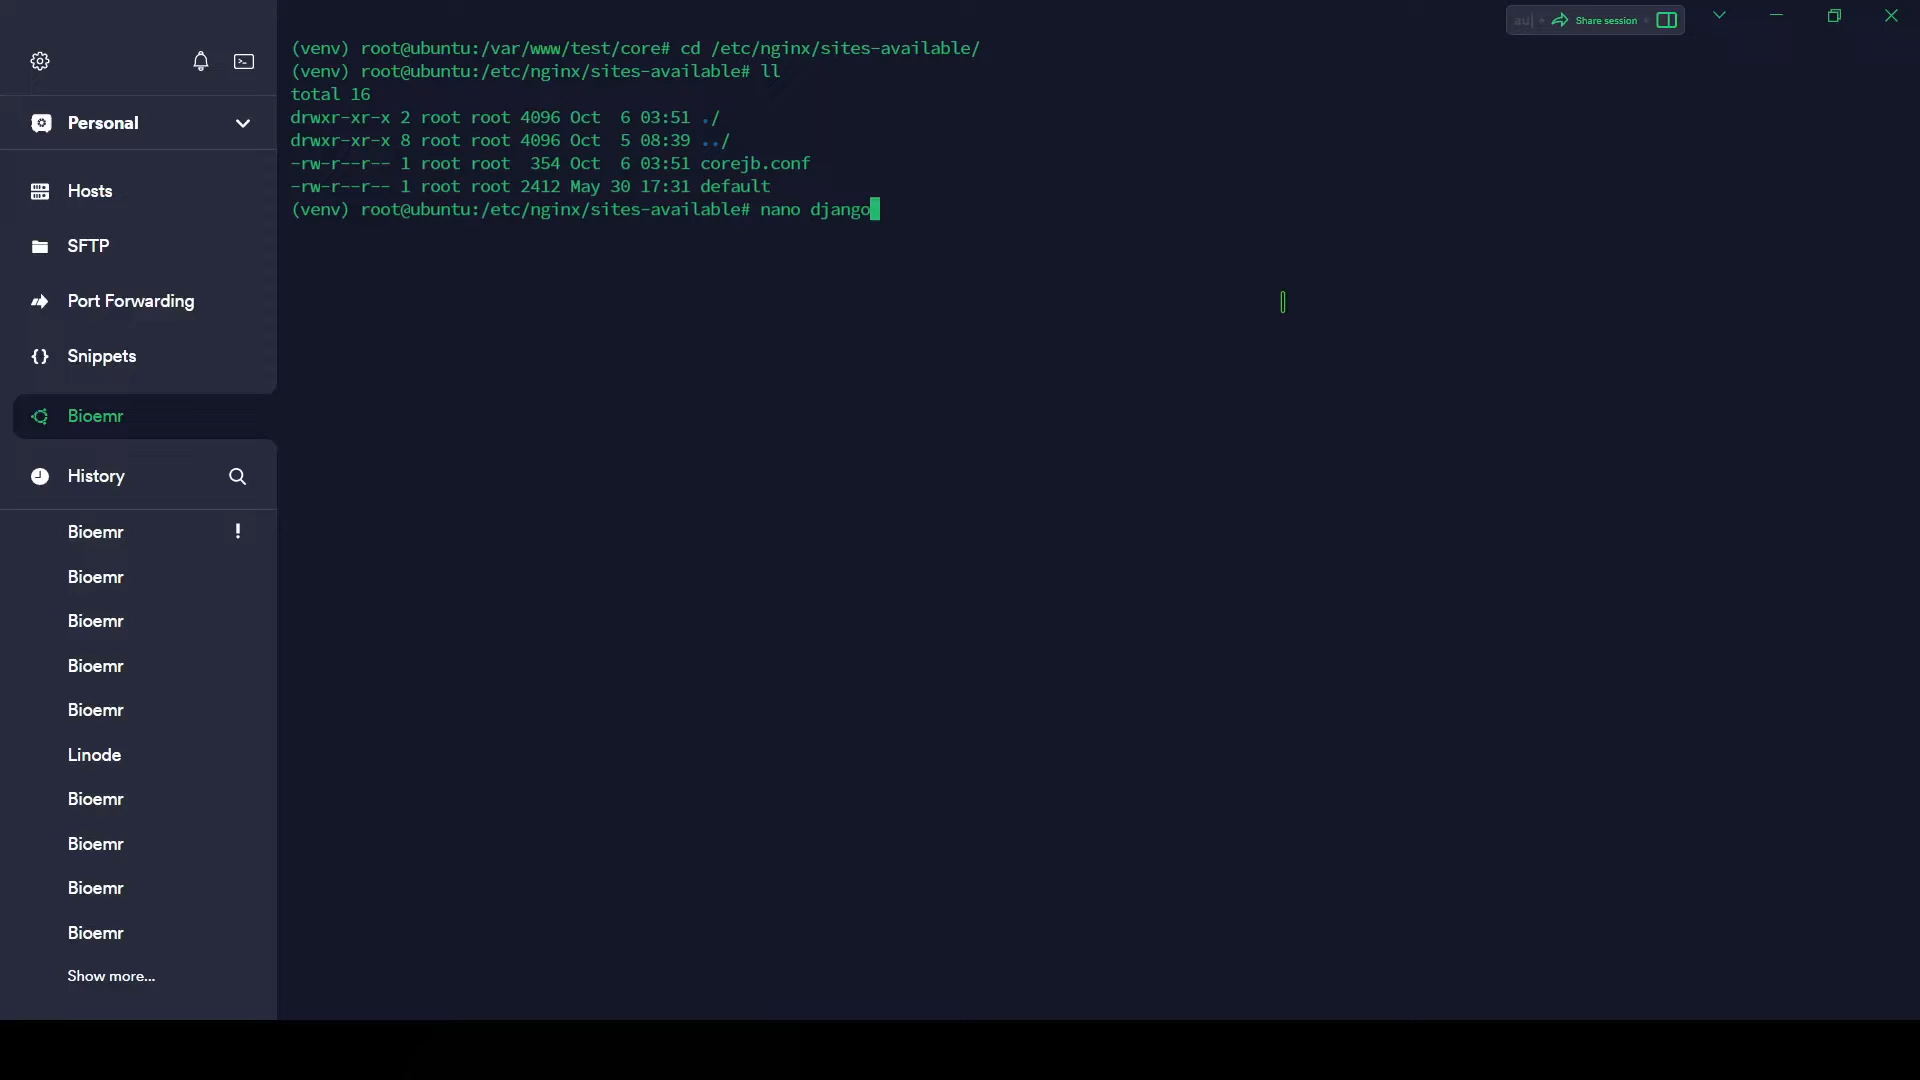 au
Share session
(venv) root@ubuntu:/var/www/test/core# cd /etc/nginx/sites-available/
(venv) root@ubuntu:/etc/nginx/sites-available# ll
total 16
drwxr-xr-x 2 root root 4096 Oct  6 03:51 ./
drwxr-xr-x 8 root root 4096 Oct  5 08:39 ../
-rw-r--r-- 1 root root  354 Oct  6 03:51 corejb.conf
-rw-r--r-- 1 root root 2412 May 30 17:31 default
(venv) root@ubuntu:/etc/nginx/sites-available# nano django
Personal
Hosts
SFTP
Port Forwarding
Snippets
Bioemr
History
Bioemr !
Bioemr
Bioemr
Bioemr
Bioemr
Linode
Bioemr
Bioemr
Bioemr
Bioemr
Show more...